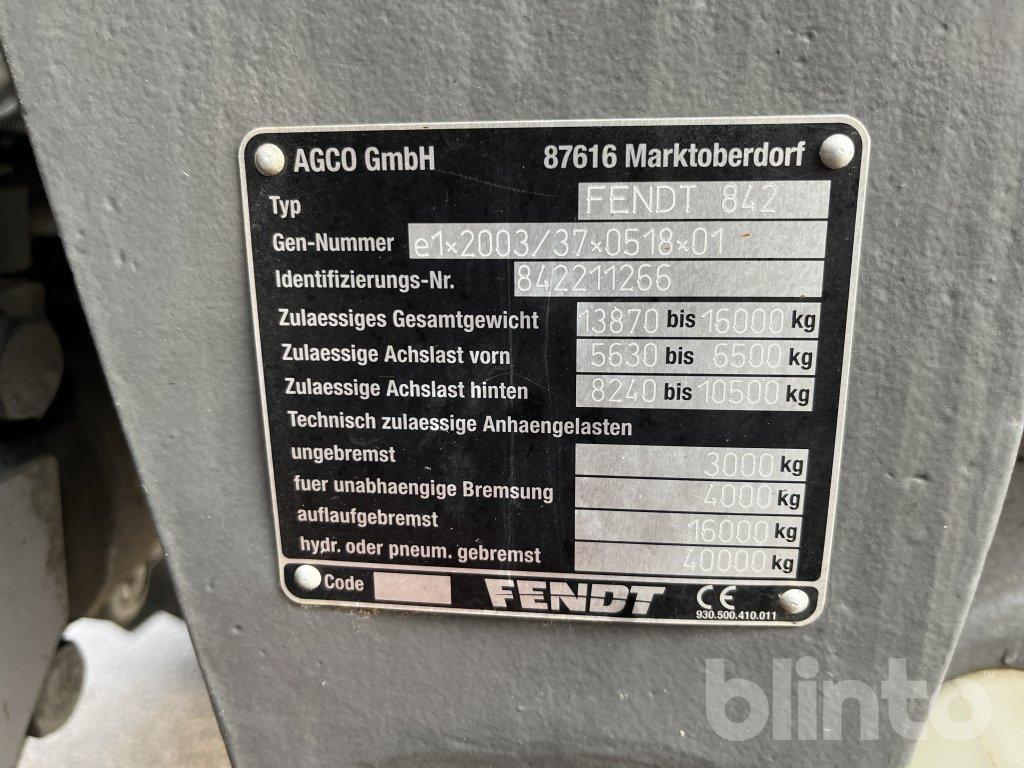 AGCO GmbH 87616 Marktoberdorf
Typ FENDT 842
Gen-Nummer e1×2003/37×0518×01
Identifizierungs-Nr. 842211266
Zulaessiges Gesamtgewicht 13870 bis 16000 kg
Zulaessige Achslast vorn 5630 bis 6500 kg
Zulaessige Achslast hinten 8240 bis 10500 kg
Technisch zulaessige Anhaengelasten
ungebremst 3000 kg
fuer unabhaengige Bremsung 4000 kg
auflaufgebremst 16000 kg
hydr. oder pneum. gebremst 40000 kg
Code FENDT CE
930.500.410.011
blinto